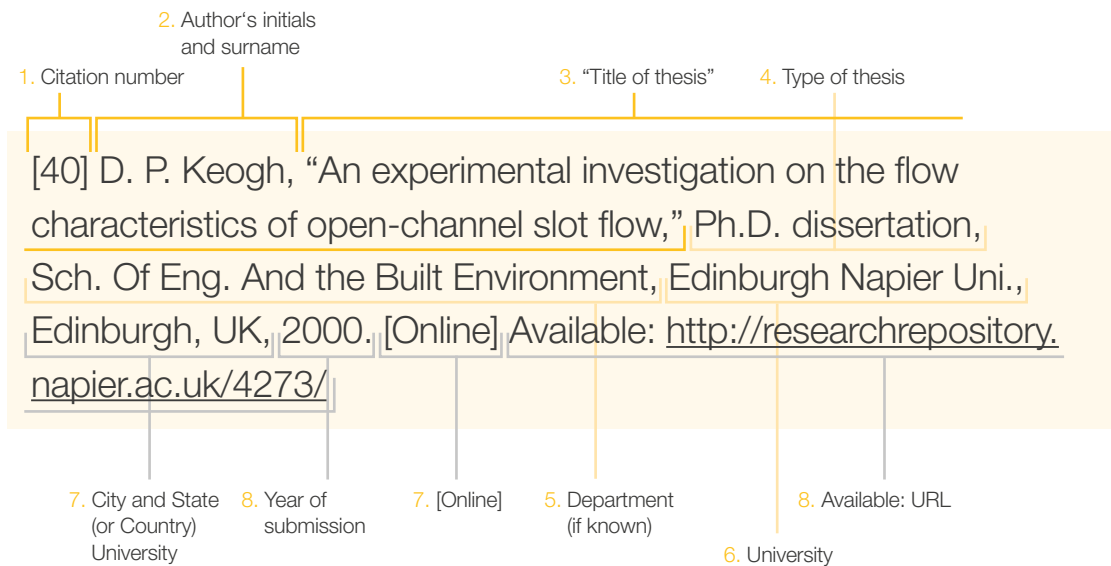 2. Author‘s initials
and surname
1. Citation number
3. “Title of thesis”
4. Type of thesis
[40] D. P. Keogh, “An experimental investigation on the flow
characteristics of open-channel slot flow,” Ph.D. dissertation,
Sch. Of Eng. And the Built Environment, Edinburgh Napier Uni.,
Edinburgh, UK, 2000. [Online] Available: http://researchrepository.
napier.ac.uk/4273/
7. City and State
(or Country)
University
8. Year of
submission
7. [Online]
5. Department
(if known)
8. Available: URL
6. University